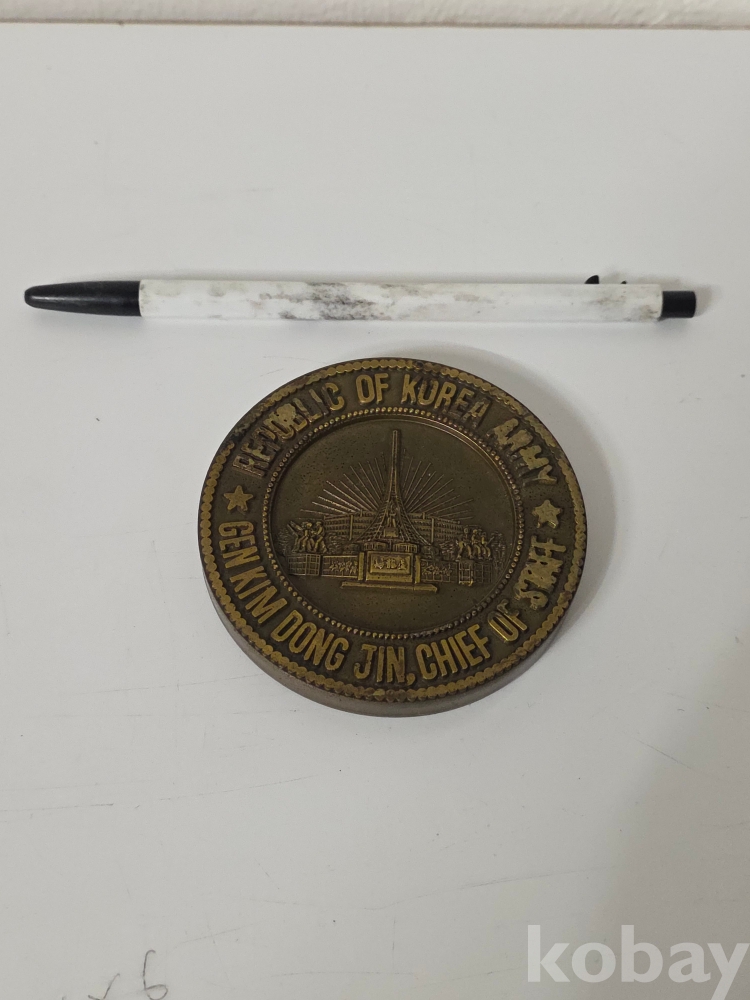 REPUBLIC OF KOREA ARMY
GEN KIM DONG JIN, CHIEF OF STAFF
kobay